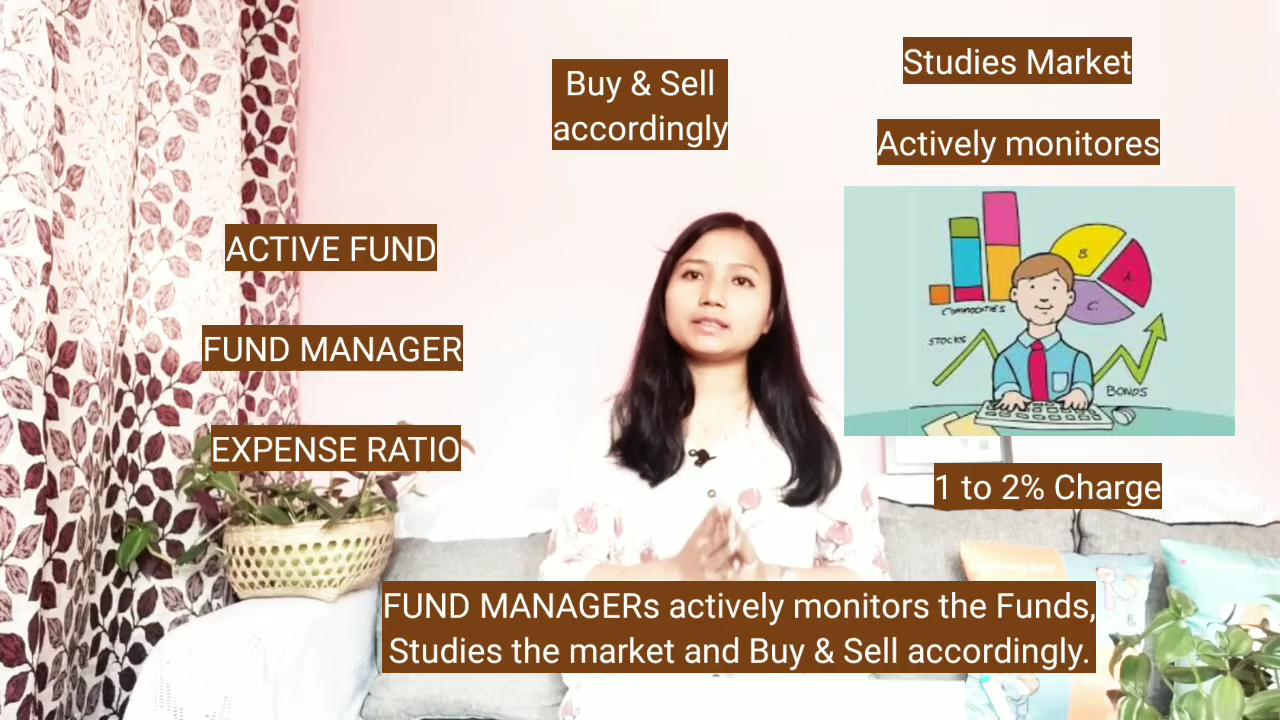 Studies Market
Buy & Sell
accordingly
Actively monitores
ACTIVE FUND
FUND MANAGER
EXPENSE RATIO
B.
A.
C.
COMMODITIES
STOCKS
BONDS
1 to 2% Charge
FUND MANAGERs actively monitors the Funds,
Studies the market and Buy & Sell accordingly.